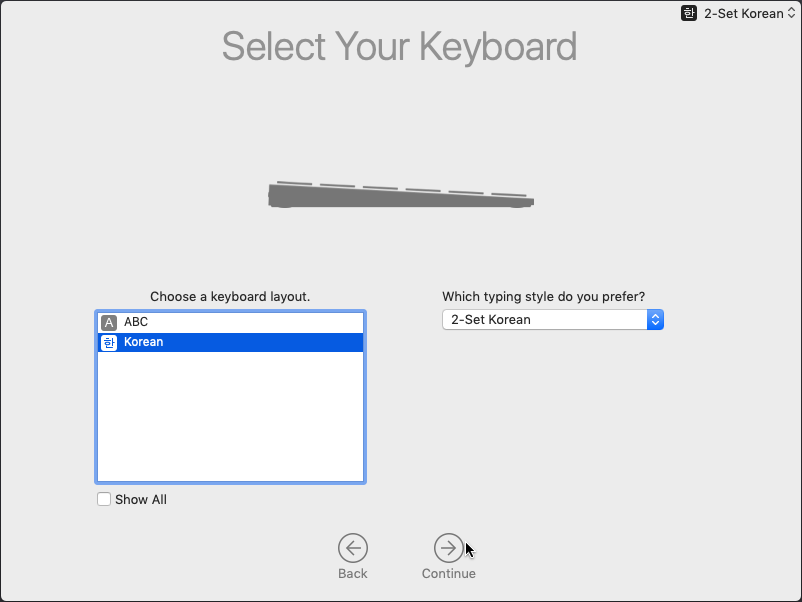 한 2-Set Korean
Select Your Keyboard
Choose a keyboard layout.
A ABC
한 Korean
Show All
Which typing style do you prefer?
2-Set Korean
Back
Continue